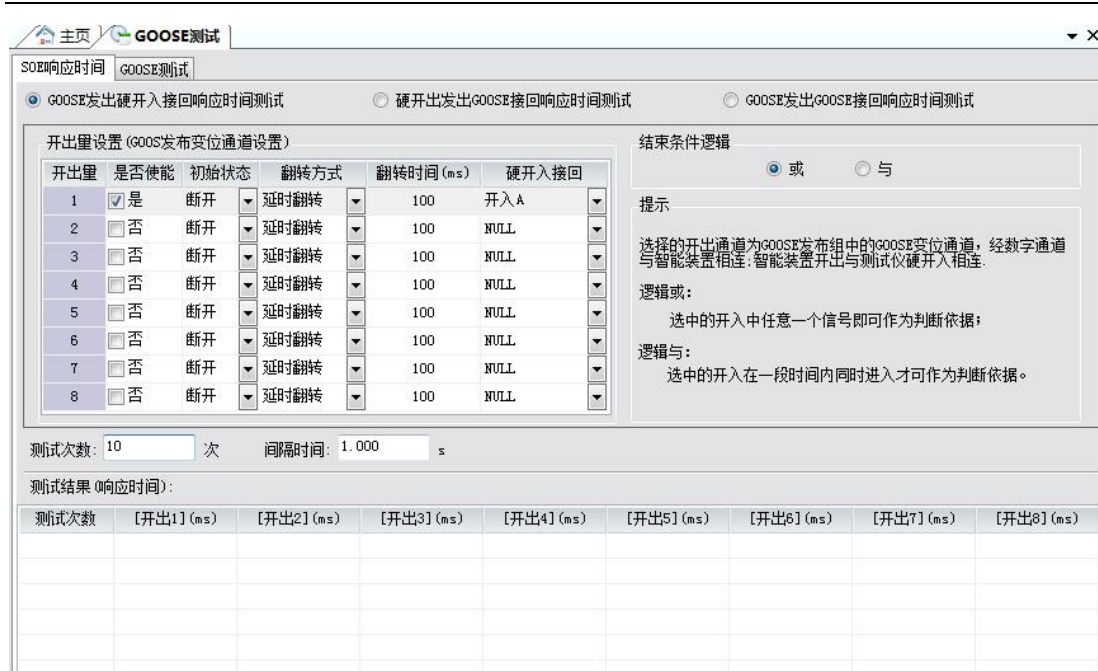 主页 GOOSE测试
SOE响应时间 GOOSE测试
GOOSE发出硬开入接回响应时间测试 硬开出发出GOOSE接回响应时间测试 GOOSE发出GOOSE接回响应时间测试
开出量设置(GOOS发布变位通道设置)
开出量 是否使能 初始状态 翻转方式 翻转时间(ms) 硬开入接回
1 是 断开 延时翻转 100 开入A
2 否 断开 延时翻转 100 NULL
3 否 断开 延时翻转 100 NULL
4 否 断开 延时翻转 100 NULL
5 否 断开 延时翻转 100 NULL
6 否 断开 延时翻转 100 NULL
7 否 断开 延时翻转 100 NULL
8 否 断开 延时翻转 100 NULL
结束条件逻辑
或 与
提示
选择的开出通道为GOOSE发布组中的GOOSE变位通道，经数字通道
与智能装置相连;智能装置开出与测试仪硬开入相连.
逻辑或：
选中的开入中任意一个信号即可作为判断依据；
逻辑与：
选中的开入在一段时间内同时进入才可作为判断依据。
测试次数: 10 次 间隔时间: 1.000 s
测试结果(响应时间):
测试次数 [开出1](ms) [开出2](ms) [开出3](ms) [开出4](ms) [开出5](ms) [开出6](ms) [开出7](ms) [开出8](ms)